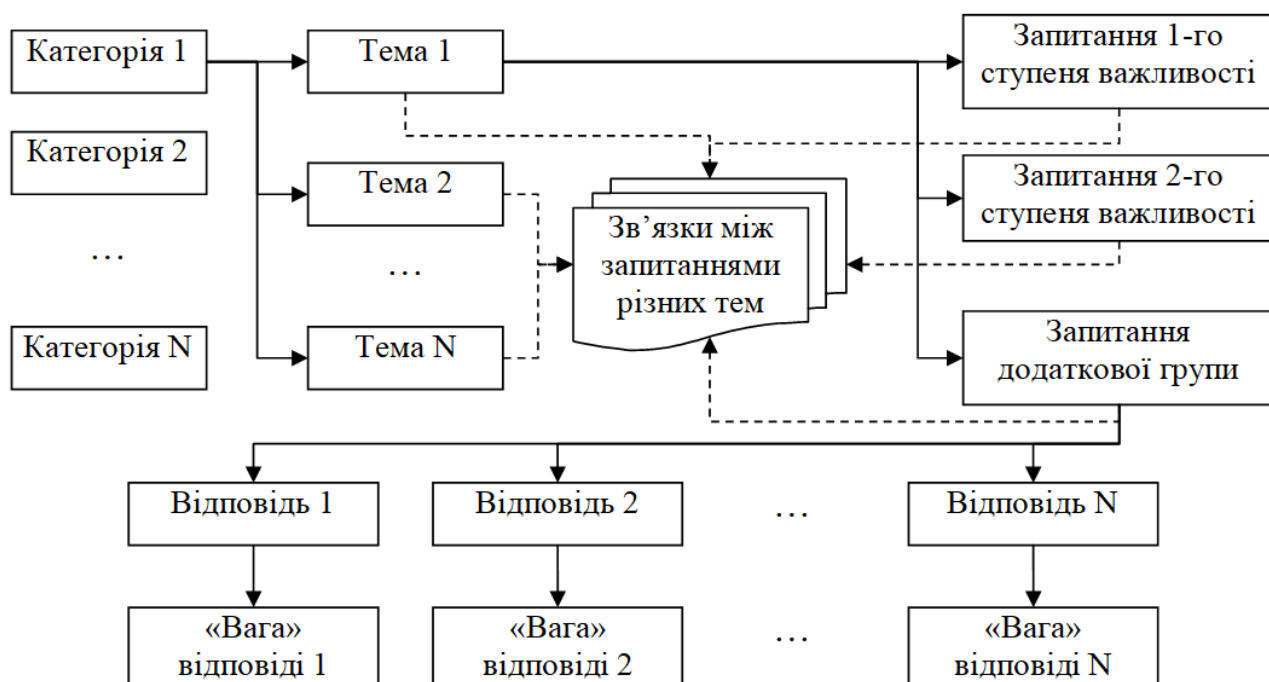 Категорія 1
Тема 1
Запитання 1-го
ступеня важливості
Категорія 2
Тема 2
Запитання 2-го
ступеня важливості
Зв’язки між
запитаннями
різних тем
…
…
Категорія N
Тема N
Запитання
додаткової групи
Відповідь 1
Відповідь 2
…
Відповідь N
«Вага»
відповіді 1
«Вага»
відповіді 2
…
«Вага»
відповіді N